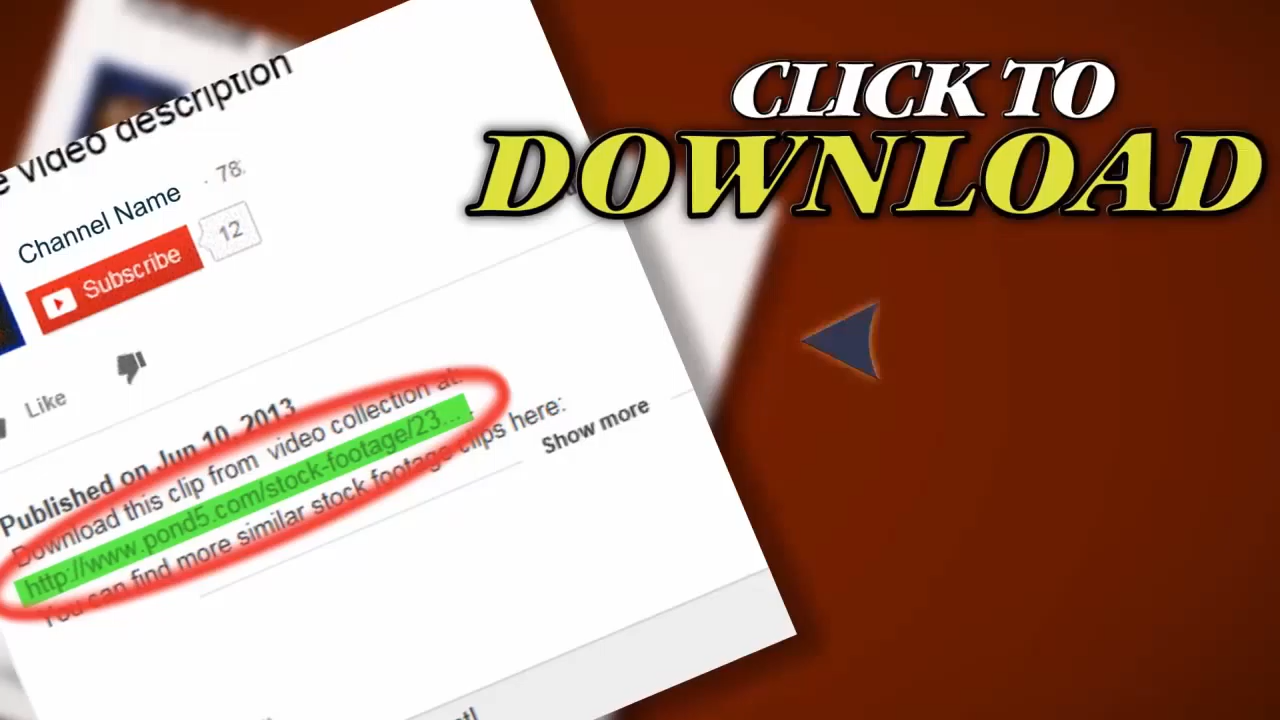 CLICK TO
DOWNLOAD
video description
Channel Name
78
Subscribe
12
Like
Published on Jun 10, 2013
Download this clip from video collection at:
http://www.pond5.com/stock-footage/23...
You can find more similar stock footage clips here:
Show more